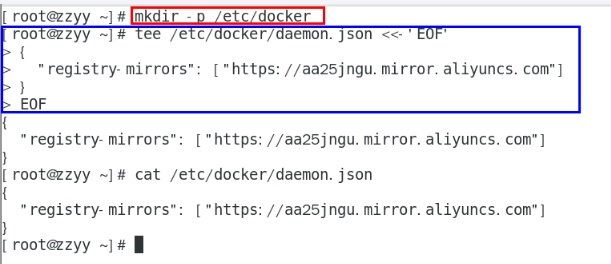 [root@zzyy ~]# mkdir -p /etc/docker
[root@zzyy ~]# tee /etc/docker/daemon.json <<-'EOF'
> {
>   "registry-mirrors": ["https://aa25jngu.mirror.aliyuncs.com"]
> }
> EOF
{
  "registry-mirrors": ["https://aa25jngu.mirror.aliyuncs.com"]
}
[root@zzyy ~]# cat /etc/docker/daemon.json
{
  "registry-mirrors": ["https://aa25jngu.mirror.aliyuncs.com"]
}
[root@zzyy ~]#